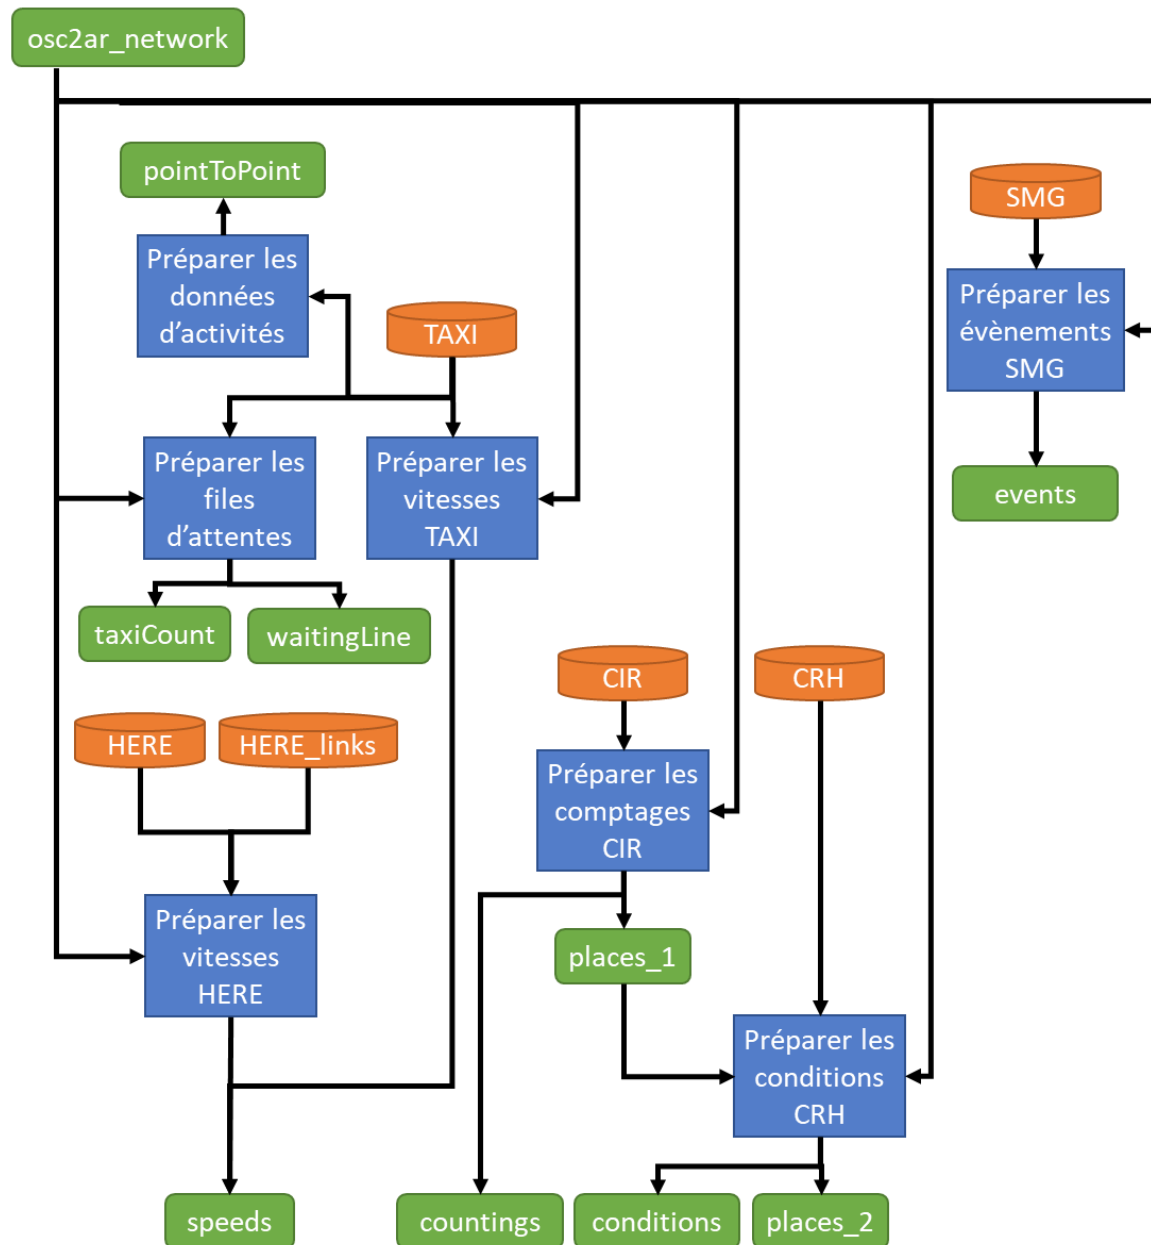 osc2ar_network
pointToPoint
SMG
Préparer les
données
d'activités
Préparer les
évènements
SMG
TAXI
Préparer les
files
d'attentes
Préparer les
vitesses
TAXI
events
taxiCount
waitingLine
CIR
CRH
HERE
HERE_links
Préparer les
comptages
CIR
Préparer les
vitesses
HERE
places_1
Préparer les
conditions
CRH
speeds
countings
conditions
places_2